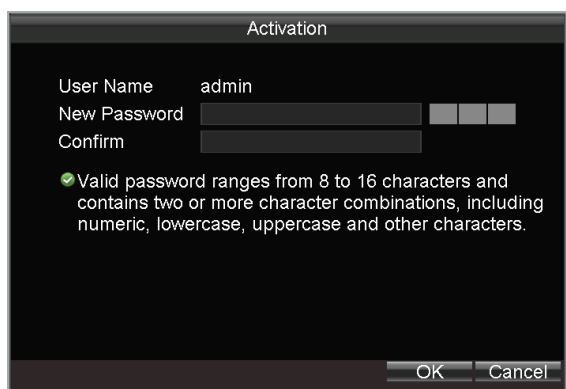 Activation
User Name admin
New Password
Confirm
Valid password ranges from 8 to 16 characters and
contains two or more character combinations, including
numeric, lowercase, uppercase and other characters.
OK Cancel